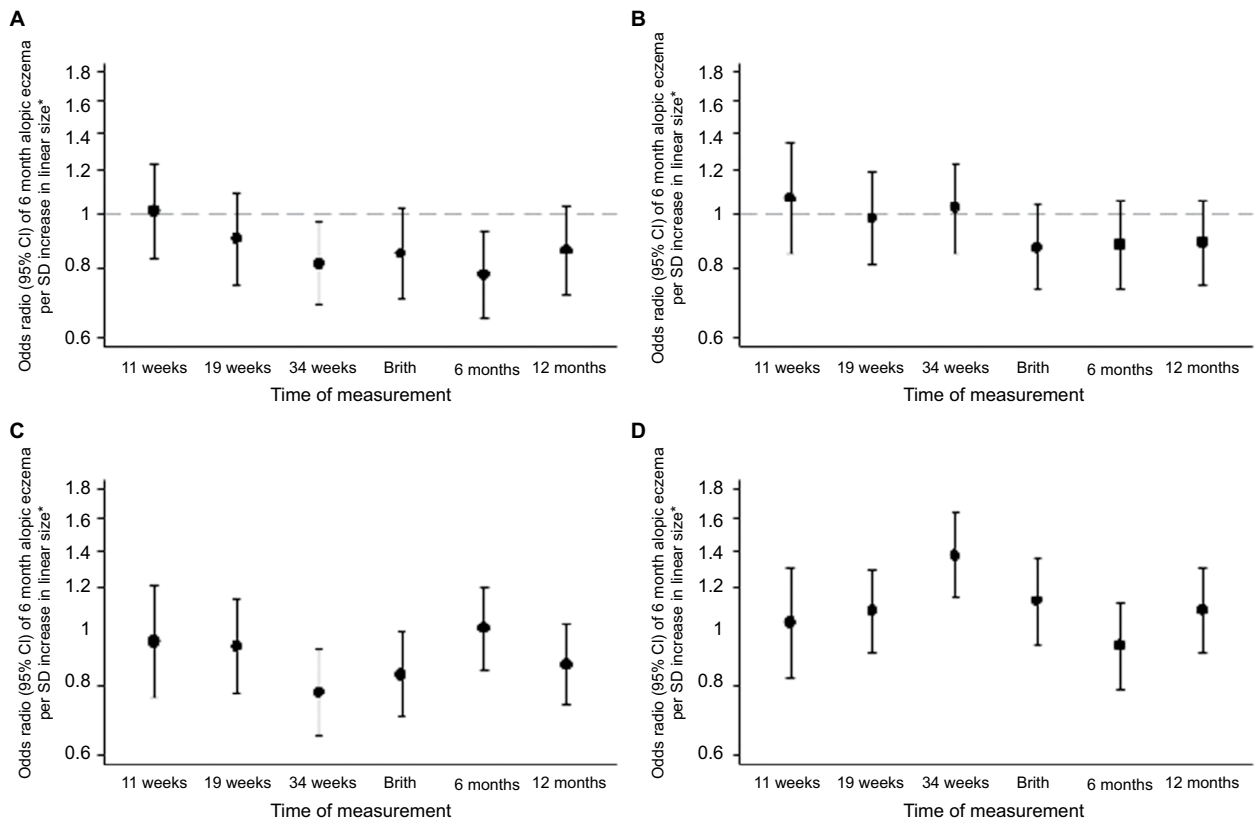 A
Odds radio (95% CI) of 6 month alopic eczema
per SD increase in linear size*
1.8
1.6
1.4
1.2
1
0.8
0.6
11 weeks 19 weeks 34 weeks Brith 6 months 12 months
Time of measurement
B
Odds radio (95% CI) of 6 month alopic eczema
per SD increase in linear size*
1.8
1.6
1.4
1.2
1
0.8
0.6
11 weeks 19 weeks 34 weeks Brith 6 months 12 months
Time of measurement
C
Odds radio (95% CI) of 6 month alopic eczema
per SD increase in linear size*
1.8
1.6
1.4
1.2
1
0.8
0.6
11 weeks 19 weeks 34 weeks Brith 6 months 12 months
Time of measurement
D
Odds radio (95% CI) of 6 month alopic eczema
per SD increase in linear size*
1.8
1.6
1.4
1.2
1
0.8
0.6
11 weeks 19 weeks 34 weeks Brith 6 months 12 months
Time of measurement